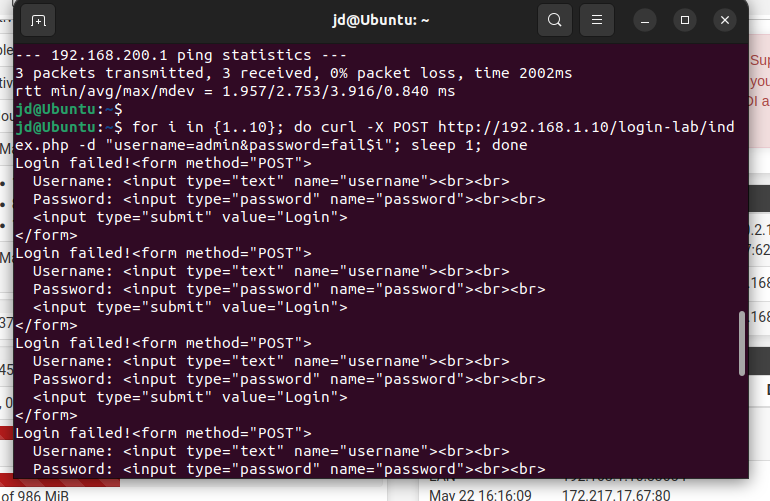 jd@Ubuntu: ~
--- 192.168.200.1 ping statistics ---
3 packets transmitted, 3 received, 0% packet loss, time 2002ms
rtt min/avg/max/mdev = 1.957/2.753/3.916/0.840 ms
jd@Ubuntu:~$
jd@Ubuntu:~$ for i in {1..10}; do curl -X POST http://192.168.1.10/login-lab/ind
ex.php -d "username=admin&password=fail$i"; sleep 1; done
Login failed!<form method="POST">
  Username: <input type="text" name="username"><br><br>
  Password: <input type="password" name="password"><br><br>
  <input type="submit" value="Login">
</form>
Login failed!<form method="POST">
  Username: <input type="text" name="username"><br><br>
  Password: <input type="password" name="password"><br><br>
  <input type="submit" value="Login">
</form>
Login failed!<form method="POST">
  Username: <input type="text" name="username"><br><br>
  Password: <input type="password" name="password"><br><br>
  <input type="submit" value="Login">
</form>
Login failed!<form method="POST">
  Username: <input type="text" name="username"><br><br>
  Password: <input type="password" name="password"><br><br>
of 986 MiB
May 22 16:16:09 172.217.17.67:80